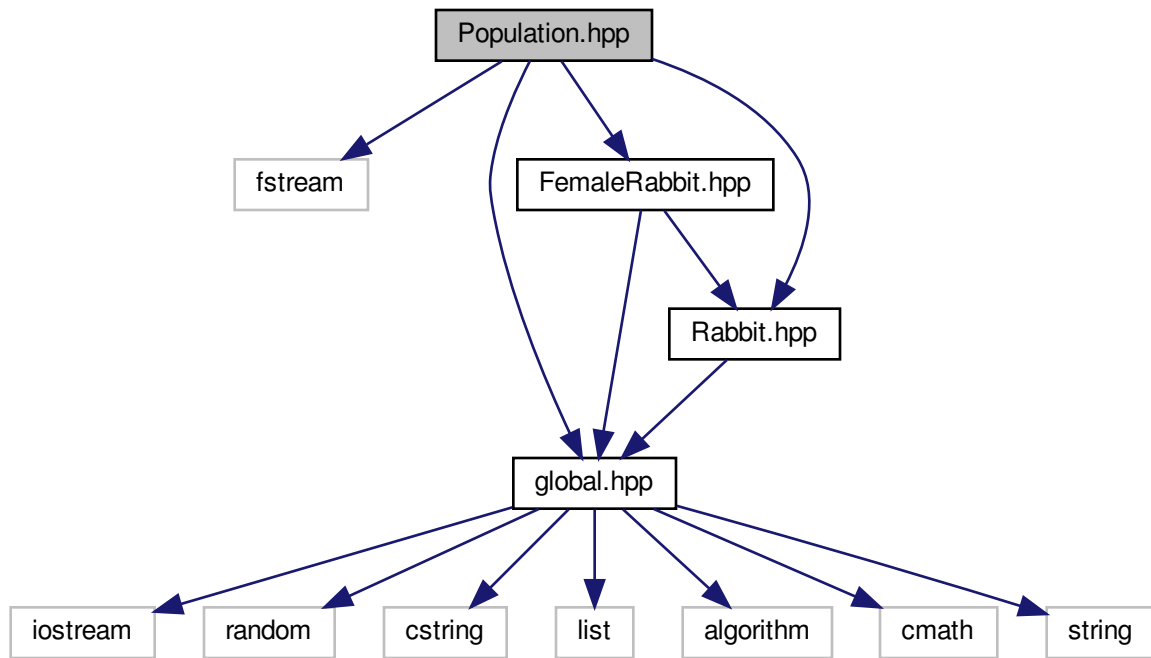 Population.hpp
fstream
FemaleRabbit.hpp
Rabbit.hpp
global.hpp
iostream
random
cstring
list
algorithm
cmath
string